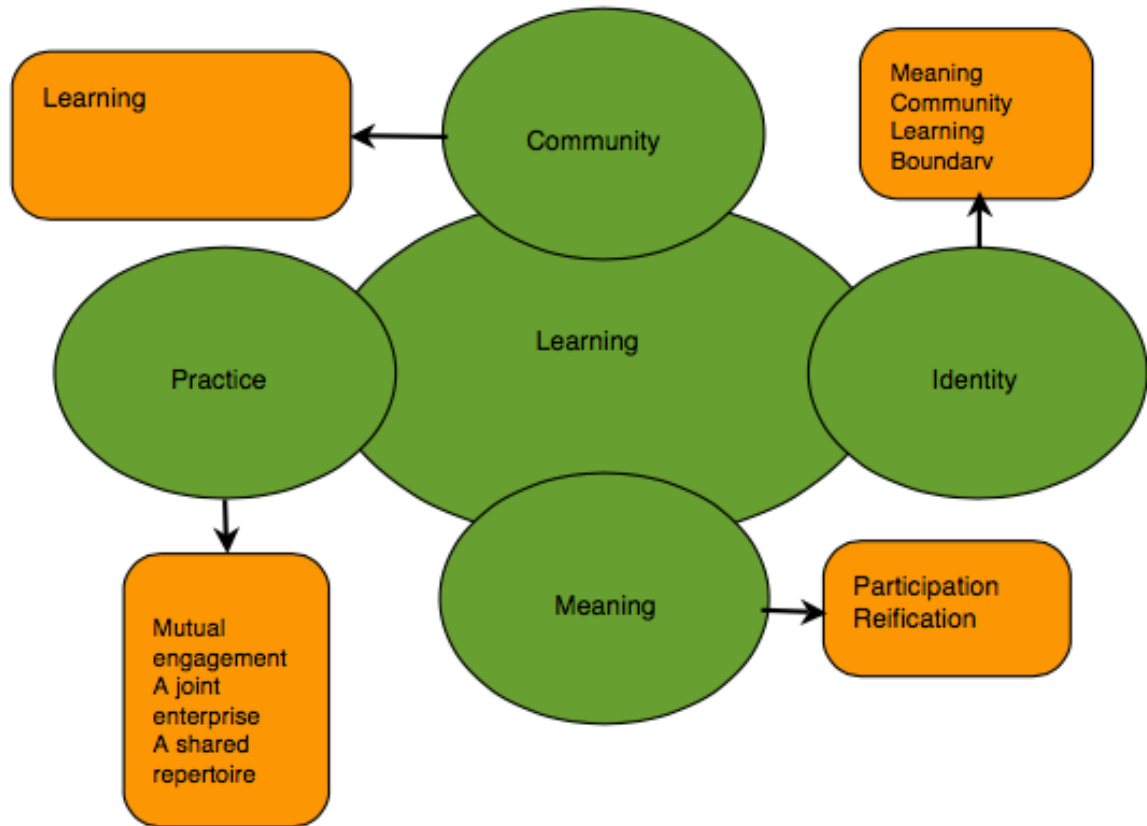 Learning
Community
Meaning
Community
Learning
Boundary
Practice
Learning
Identity
Meaning
Participation
Reification
Mutual
engagement
A joint
enterprise
A shared
repertoire